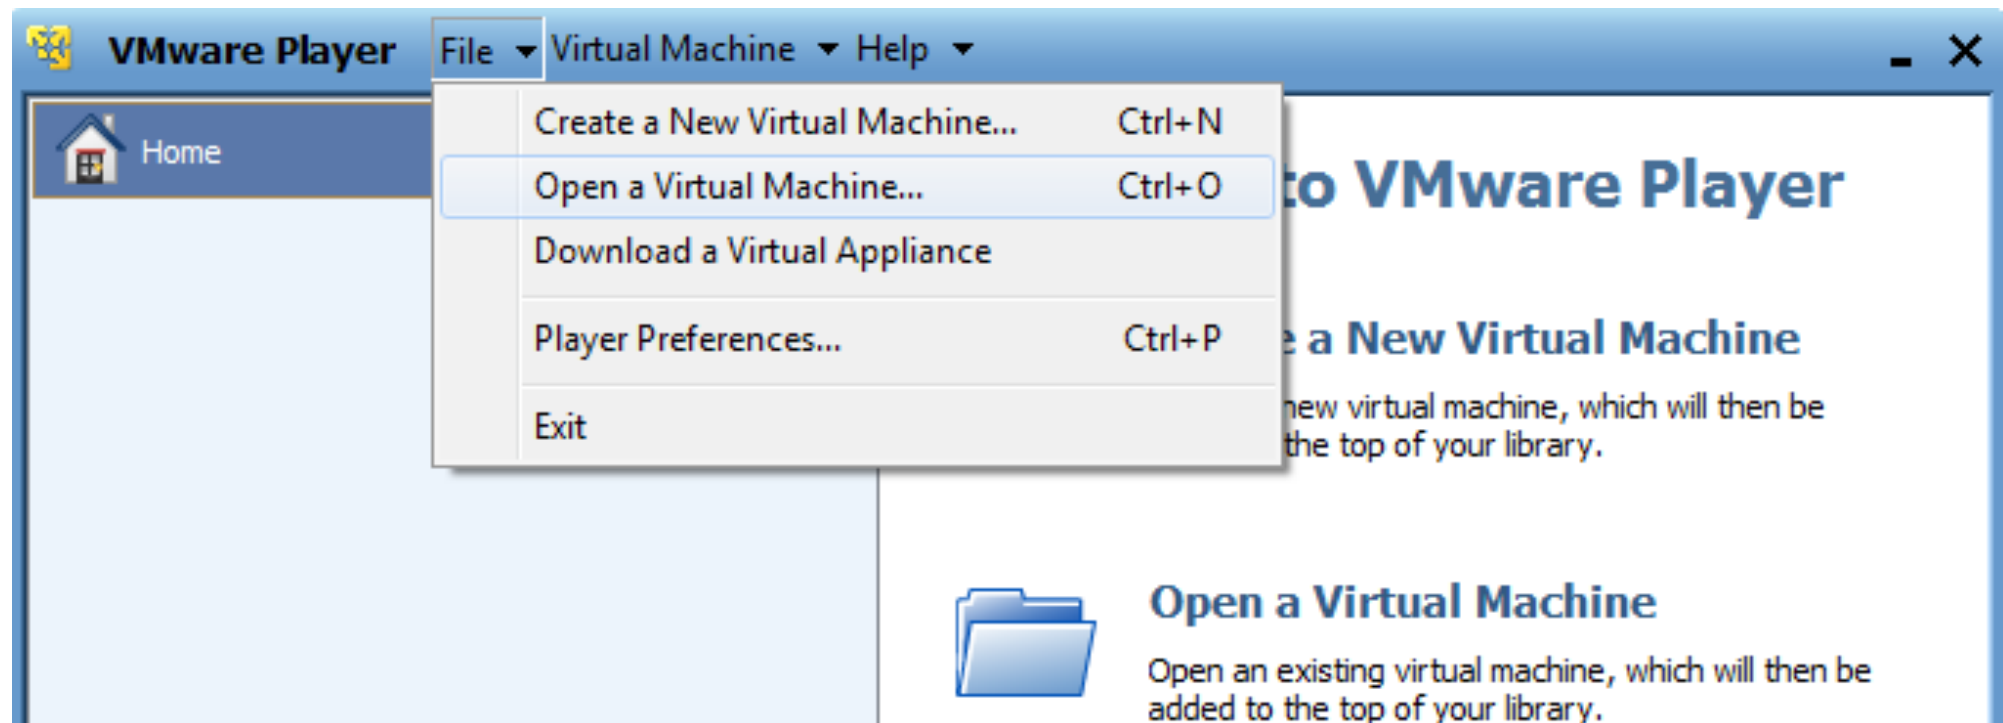 VMware Player File Virtual Machine Help
Home
Create a New Virtual Machine... Ctrl+N
Open a Virtual Machine... Ctrl+O
Download a Virtual Appliance
Player Preferences... Ctrl+P
Exit
to VMware Player
a New Virtual Machine
new virtual machine, which will then be
the top of your library.
Open a Virtual Machine
Open an existing virtual machine, which will then be
added to the top of your library.